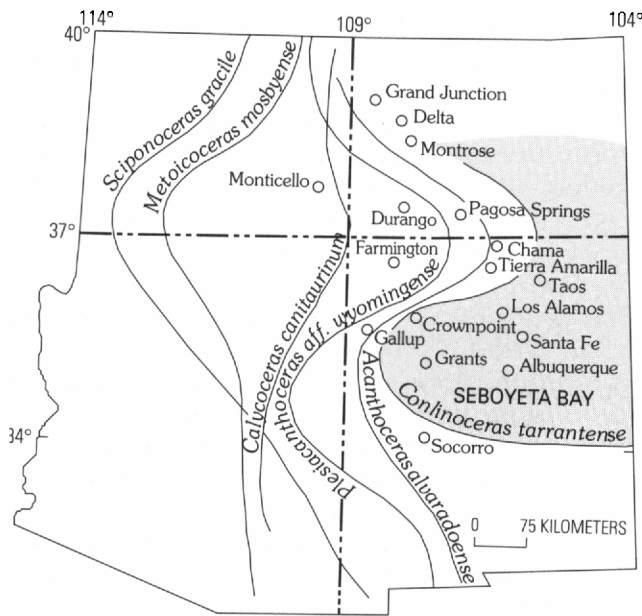 114°
109°
104°
40°
Sciponoceras gracile
Metoicoceras mosbyense
Grand Junction
Delta
Montrose
Monticello
Durango
Pagosa Springs
37°
Farmington
Chama
Tierra Amarilla
Taos
Los Alamos
Crownpoint
Gallup
Santa Fe
Grants
Albuquerque
SEBOYETA BAY
Conlinoceras tarrantense
Calycoceras canitaurinum
Plesiacanthoceras aff. wyomingense
Acanthoceras alvaradoense
34°
Socorro
0 75 KILOMETERS